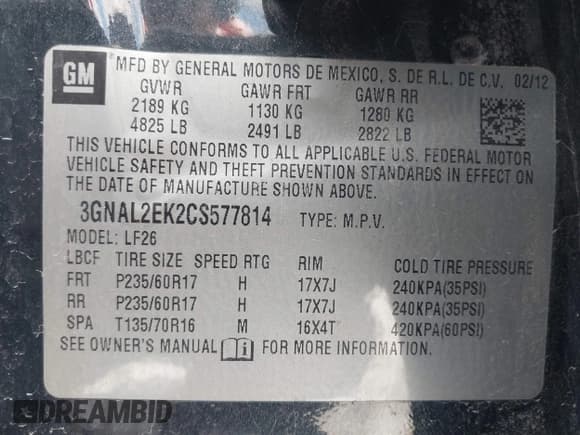 GM
MFD BY GENERAL MOTORS DE MEXICO, S. DE R.L. DE C.V. 02/12
GVWR GAWR FRT GAWR RR
2189 KG 1130 KG 1280 KG
4825 LB 2491 LB 2822 LB
THIS VEHICLE CONFORMS TO ALL APPLICABLE U.S. FEDERAL MOTOR
VEHICLE SAFETY AND THEFT PREVENTION STANDARDS IN EFFECT ON
THE DATE OF MANUFACTURE SHOWN ABOVE.
3GNAL2EK2CS577814 TYPE: M.P.V.
MODEL: LF26
LBCF TIRE SIZE SPEED RTG RIM COLD TIRE PRESSURE
FRT P235/60R17 H 17X7J 240KPA(35PSI)
RR P235/60R17 H 17X7J 240KPA(35PSI)
SPA T135/70R16 M 16X4T 420KPA(60PSI)
SEE OWNER'S MANUAL i FOR MORE INFORMATION.
DREAMBID